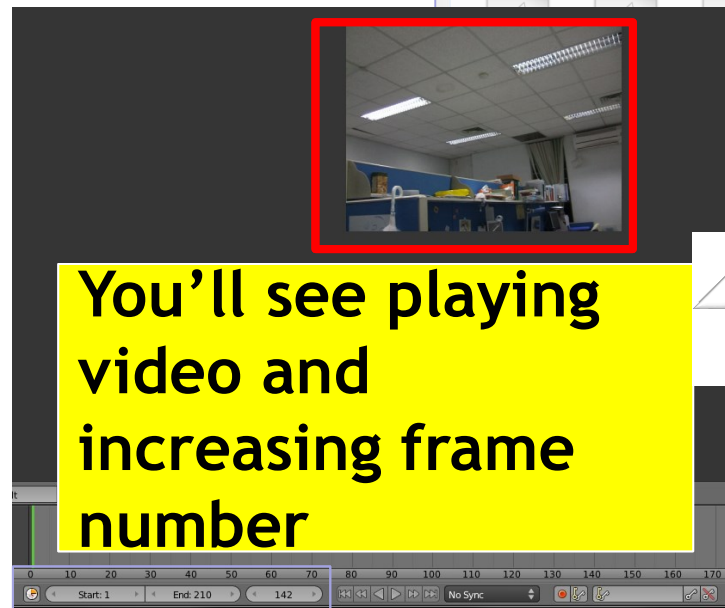 You’ll see playing
video and
increasing frame
number
lt
0 10 20 30 40 50 60 70 80 90 100 110 120 130 140 150 160 170
Start: 1 End: 210 142 No Sync